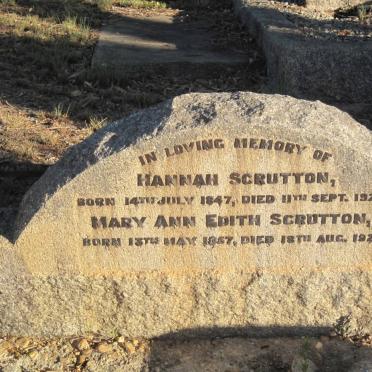 IN LOVING MEMORY OF
HANNAH SCRUTTON,
BORN 14TH JULY 1847, DIED 11TH SEPT.
MARY ANN EDITH SCRUTTON,
BORN 13TH MAY 1857, DIED 18TH AUG.